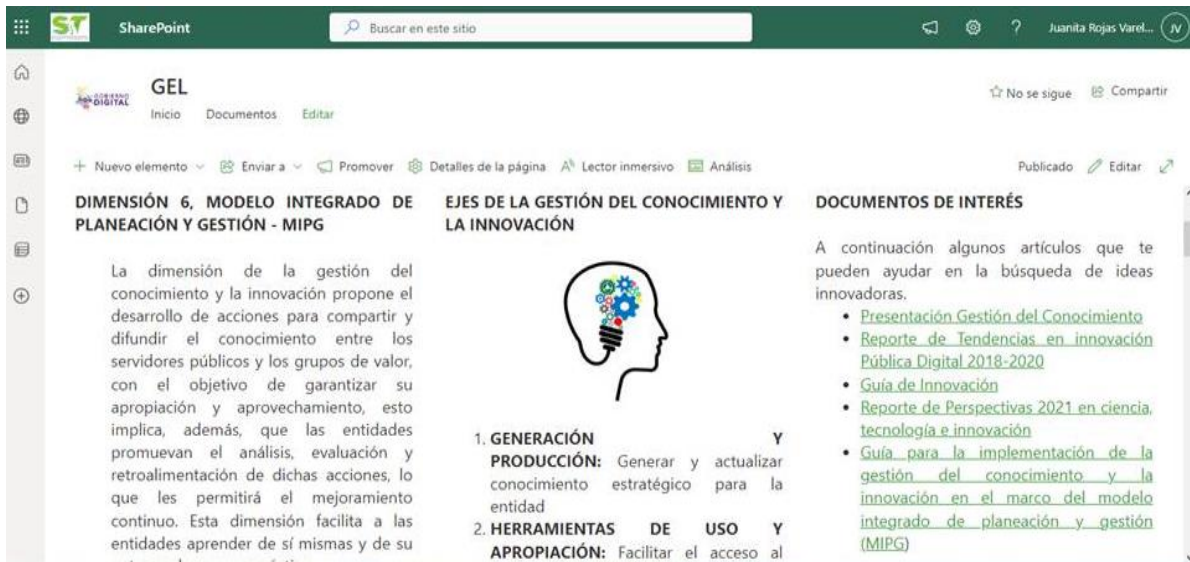 ST SharePoint
Buscar en este sitio
? Juanita Rojas Varel... JV
GOBIERNO
DIGITAL
GEL
Inicio Documentos Editar
No se sigue Compartir
Nuevo elemento Enviar a Promover Detalles de la página Lector inmersivo Análisis
Publicado Editar
DIMENSIÓN 6, MODELO INTEGRADO DE
PLANEACIÓN Y GESTIÓN - MIPG
La dimensión de la gestión del
conocimiento y la innovación propone el
desarrollo de acciones para compartir y
difundir el conocimiento entre los
servidores públicos y los grupos de valor,
con el objetivo de garantizar su
apropiación y aprovechamiento, esto
implica, además, que las entidades
promuevan el análisis, evaluación y
retroalimentación de dichas acciones, lo
que les permitirá el mejoramiento
continuo. Esta dimensión facilita a las
entidades aprender de sí mismas y de su
EJES DE LA GESTIÓN DEL CONOCIMIENTO Y
LA INNOVACIÓN
1. GENERACIÓN Y
PRODUCCIÓN: Generar y actualizar
conocimiento estratégico para la
entidad
2. HERRAMIENTAS DE USO Y
APROPIACIÓN: Facilitar el acceso al
DOCUMENTOS DE INTERÉS
A continuación algunos artículos que te
pueden ayudar en la búsqueda de ideas
innovadoras.
• Presentación Gestión del Conocimiento
• Reporte de Tendencias en innovación
Pública Digital 2018-2020
• Guía de Innovación
• Reporte de Perspectivas 2021 en ciencia,
tecnología e innovación
• Guía para la implementación de la
gestión del conocimiento y la
innovación en el marco del modelo
integrado de planeación y gestión
(MIPG)